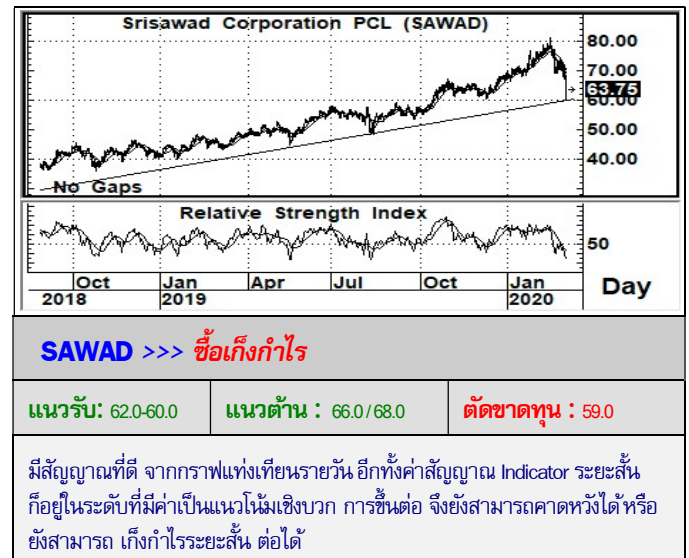 Srisawad Corporation PCL (SAWAD)
80.00
70.00
63.75
60.00
50.00
40.00
No Gaps
Relative Strength Index
50
Oct Jan Apr Jul Oct Jan
2018 2019 2020
Day
SAWAD >>> ซื้อเก็งกำไร
แนวรับ: 62.0-60.0 แนวต้าน : 66.0/68.0 ตัดขาดทุน : 59.0
มีสัญญาณที่ดี จากกราฟแท่งเทียนรายวัน อีกทั้งค่าสัญญาณ Indicator ระยะสั้น
ก็อยู่ในระดับที่มีค่าเป็นแนวโน้มเชิงบวก การขึ้นต่อ จึงยังสามารถคาดหวังได้ หรือ
ยังสามารถ เก็งกำไรระยะสั้น ต่อได้